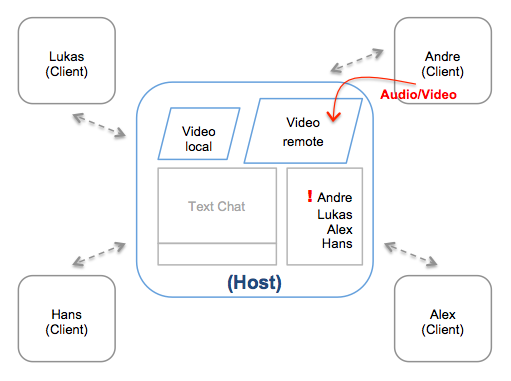 Lukas
(Client)
Andre
(Client)
Audio/Video
Video
local
Video
remote
Text Chat
! Andre
Lukas
Alex
Hans
(Host)
Hans
(Client)
Alex
(Client)